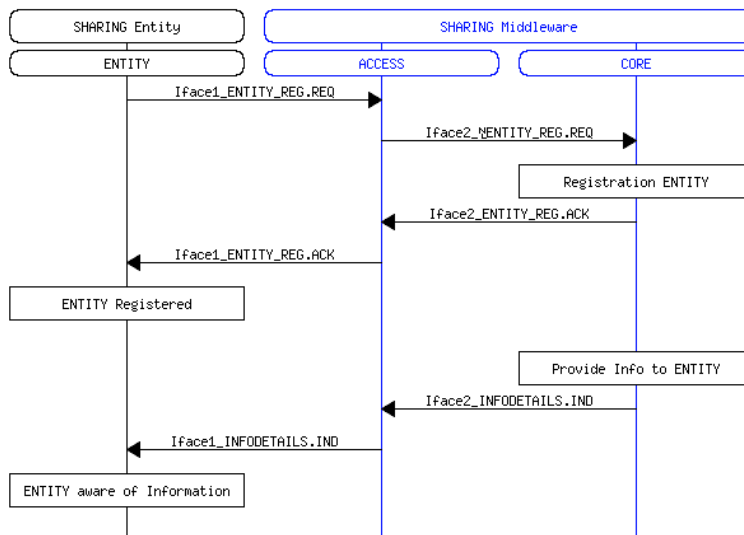 SHARING Entity
SHARING Middleware
ENTITY
ACCESS
CORE
Iface1_ENTITY_REG.REQ
Iface2_NENTITY_REG.REQ
Registration ENTITY
Iface2_ENTITY_REG.ACK
Iface1_ENTITY_REG.ACK
ENTITY Registered
Provide Info to ENTITY
Iface2_INFODETAILS.IND
Iface1_INFODETAILS.IND
ENTITY aware of Information